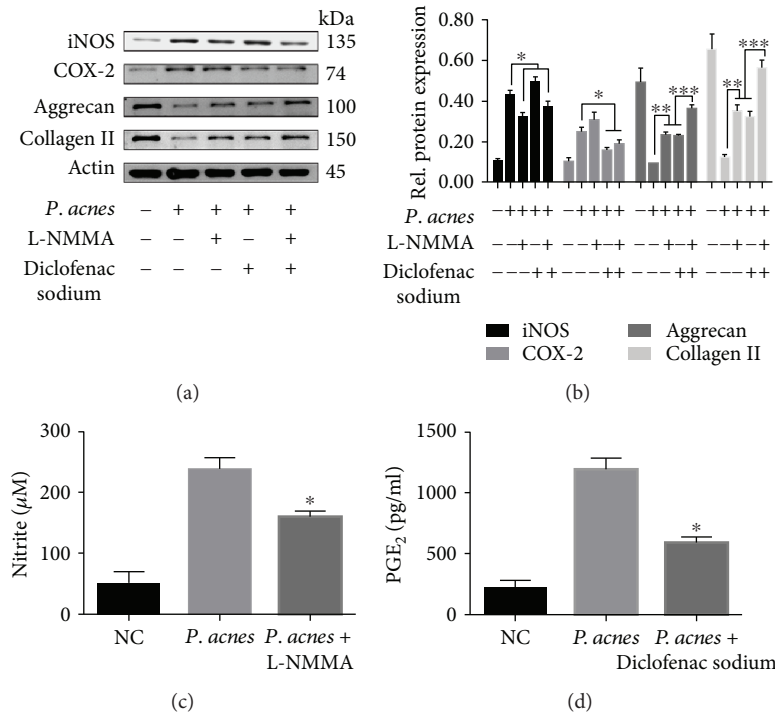 kDa
iNOS 135
COX-2 74
Aggrecan 100
Collagen II 150
Actin 45
P. acnes − + + + +
L-NMMA − − + − +
Diclofenac sodium − − − + +
(a)
Rel. protein expression
0.80
0.60
0.40
0.20
0.00
* * ** *** ** ***
P. acnes −++++ −++++ −++++ −++++
L-NMMA −−+−+ −−+−+ −−+−+ −−+−+
Diclofenac sodium −−−++ −−−++ −−−++ −−−++
iNOS Aggrecan
COX-2 Collagen II
(b)
Nitrite (μM)
300
200
100
0
*
NC P. acnes P. acnes +
L-NMMA
(c)
PGE₂ (pg/ml)
1500
1000
500
0
*
NC P. acnes P. acnes +
Diclofenac sodium
(d)